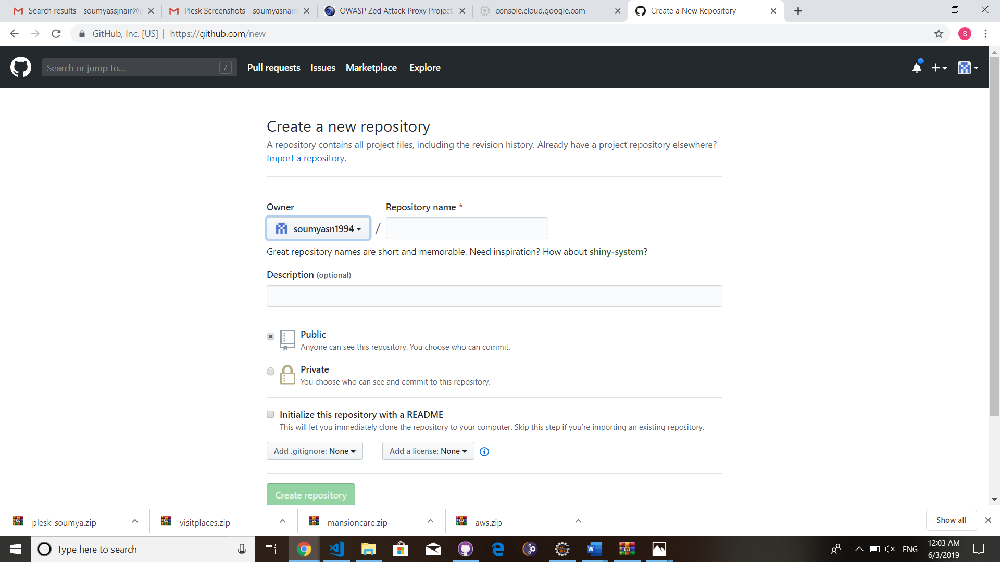 Search results - soumyassjnair@g
Plesk Screenshots - soumyasnair
OWASP Zed Attack Proxy Project
console.cloud.google.com
Create a New Repository
GitHub, Inc. [US] | https://github.com/new
S
Search or jump to...
/
Pull requests
Issues
Marketplace
Explore
Create a new repository
A repository contains all project files, including the revision history. Already have a project repository elsewhere?
Import a repository.
Owner
Repository name *
soumyasn1994
/
Great repository names are short and memorable. Need inspiration? How about shiny-system?
Description (optional)
Public
Anyone can see this repository. You choose who can commit.
Private
You choose who can see and commit to this repository.
Initialize this repository with a README
This will let you immediately clone the repository to your computer. Skip this step if you’re importing an existing repository.
Add .gitignore: None
Add a license: None
Create repository
plesk-soumya.zip
visitplaces.zip
mansioncare.zip
aws.zip
Show all
Type here to search
ENG
12:03 AM
6/3/2019